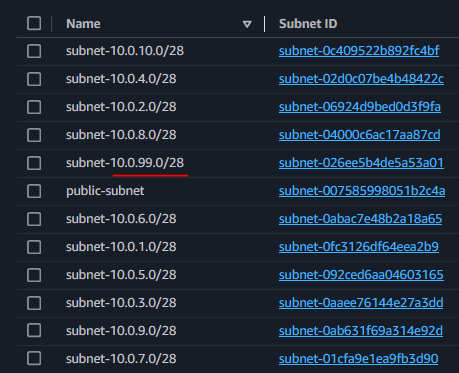 Name Subnet ID
subnet-10.0.10.0/28 subnet-0c409522b892fc4bf
subnet-10.0.4.0/28 subnet-02d0c07be4b48422c
subnet-10.0.2.0/28 subnet-06924d9bed0d3f9fa
subnet-10.0.8.0/28 subnet-04000c6ac17aa87cd
subnet-10.0.99.0/28 subnet-026ee5b4de5a53a01
public-subnet subnet-007585998051b2c4a
subnet-10.0.6.0/28 subnet-0abac7e48b2a18a65
subnet-10.0.1.0/28 subnet-0fc3126df64eea2b9
subnet-10.0.5.0/28 subnet-092ced6aa04603165
subnet-10.0.3.0/28 subnet-0aaee76144e27a3dd
subnet-10.0.9.0/28 subnet-0ab631f69a314e92d
subnet-10.0.7.0/28 subnet-01cfa9e1ea9fb3d90